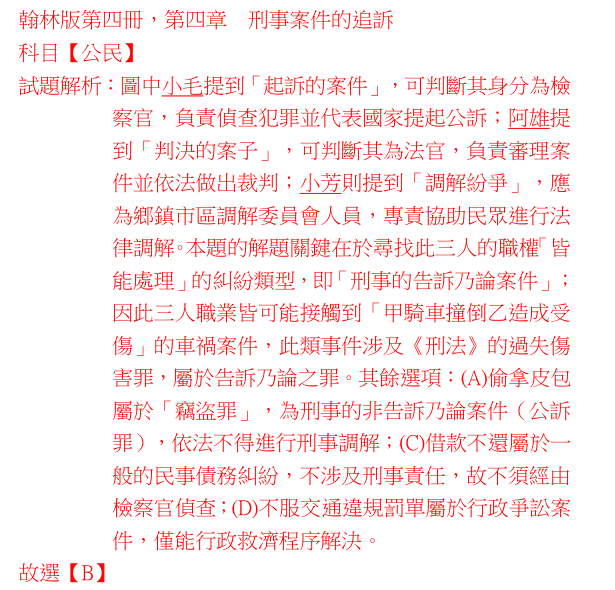 翰林版第四冊，第四章　刑事案件的追訴
科目【公民】
試題解析：圖中小毛提到「起訴的案件」，可判斷其身分為檢
察官，負責偵查犯罪並代表國家提起公訴；阿雄提
到「判決的案子」，可判斷其為法官，負責審理案
件並依法做出裁判；小芳則提到「調解紛爭」，應
為鄉鎮市區調解委員會人員，專責協助民眾進行法
律調解。本題的解題關鍵在於尋找此三人的職權「皆
能處理」的糾紛類型，即「刑事的告訴乃論案件」；
因此三人職業皆可能接觸到「甲騎車撞倒乙造成受
傷」的車禍案件，此類事件涉及《刑法》的過失傷
害罪，屬於告訴乃論之罪。其餘選項：(A)偷拿皮包
屬於「竊盜罪」，為刑事的非告訴乃論案件（公訴
罪），依法不得進行刑事調解；(C)借款不還屬於一
般的民事債務糾紛，不涉及刑事責任，故不須經由
檢察官偵查；(D)不服交通違規罰單屬於行政爭訟案
件，僅能行政救濟程序解決。
故選【B】